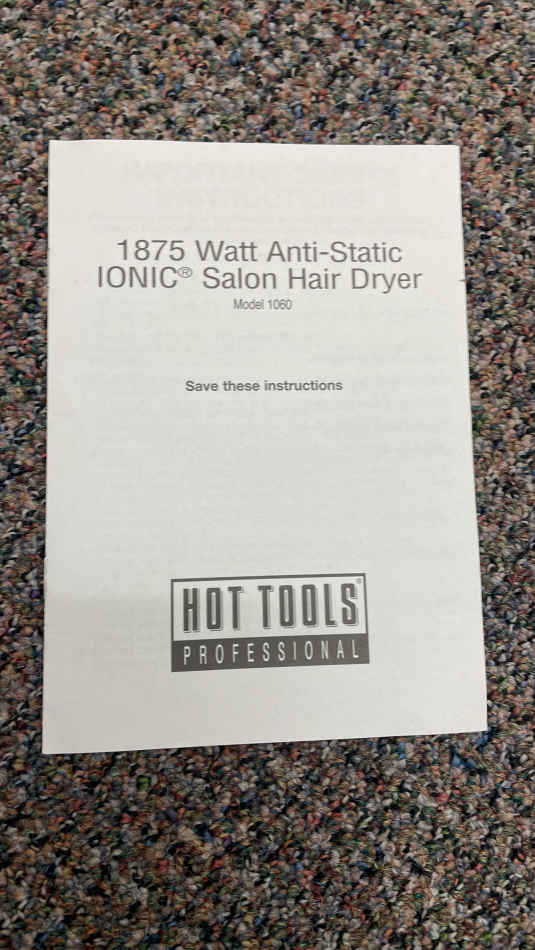 1875 Watt Anti-Static
IONIC® Salon Hair Dryer
Model 1060
Save these instructions
HOT TOOLS®
PROFESSIONAL